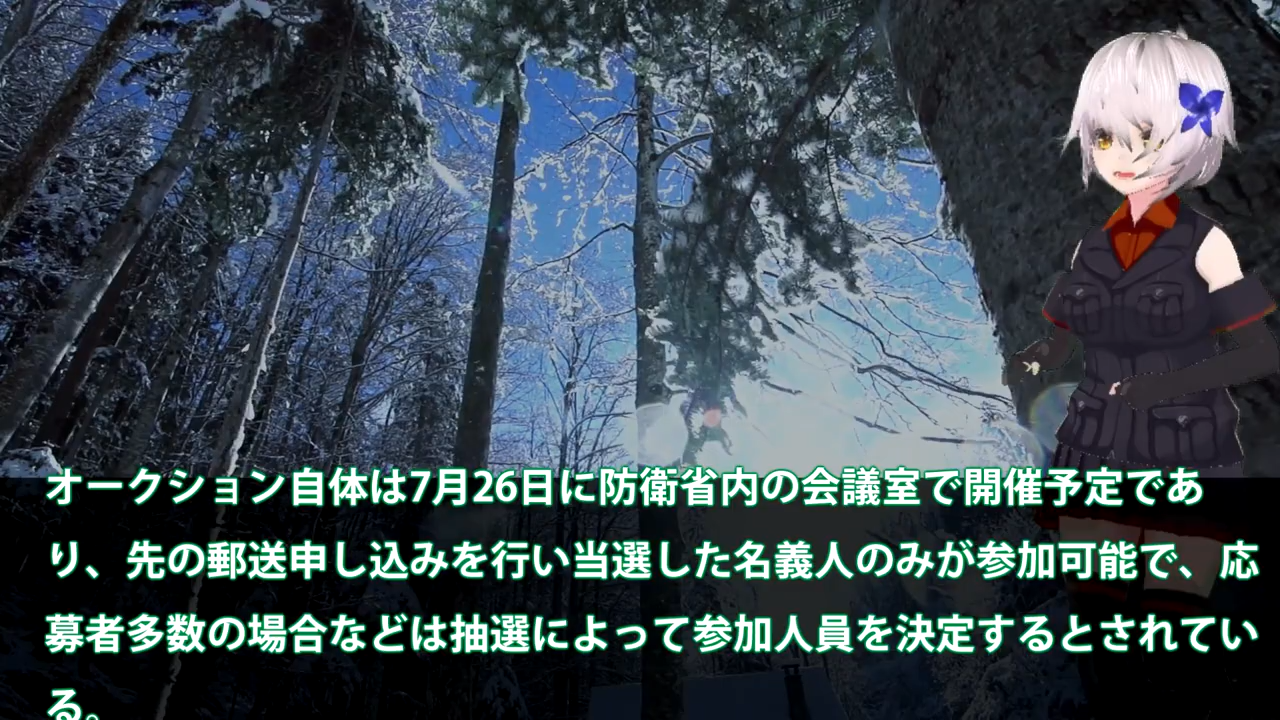 オークション自体は7月26日に防衛省内の会議室で開催予定であ
り、先の郵送申し込みを行い当選した名義人のみが参加可能で、応
募者多数の場合などは抽選によって参加人員を決定するとされてい
る。